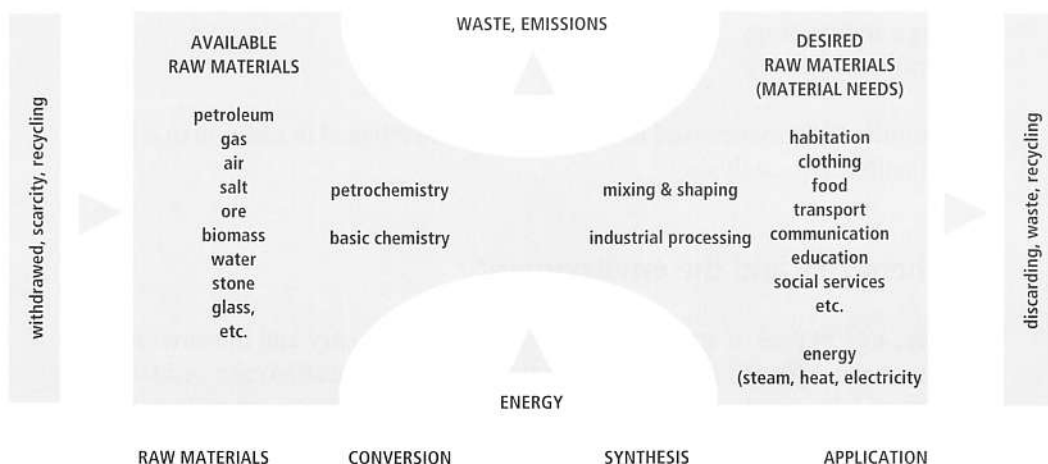 WASTE, EMISSIONS
withdrawed, scarcity, recycling
AVAILABLE
RAW MATERIALS
petroleum
gas
air
salt
ore
biomass
water
stone
glass,
etc.
petrochemistry
basic chemistry
mixing & shaping
industrial processing
DESIRED
RAW MATERIALS
(MATERIAL NEEDS)
habitation
clothing
food
transport
communication
education
social services
etc.
energy
(steam, heat, electricity
discarding, waste, recycling
ENERGY
RAW MATERIALS
CONVERSION
SYNTHESIS
APPLICATION